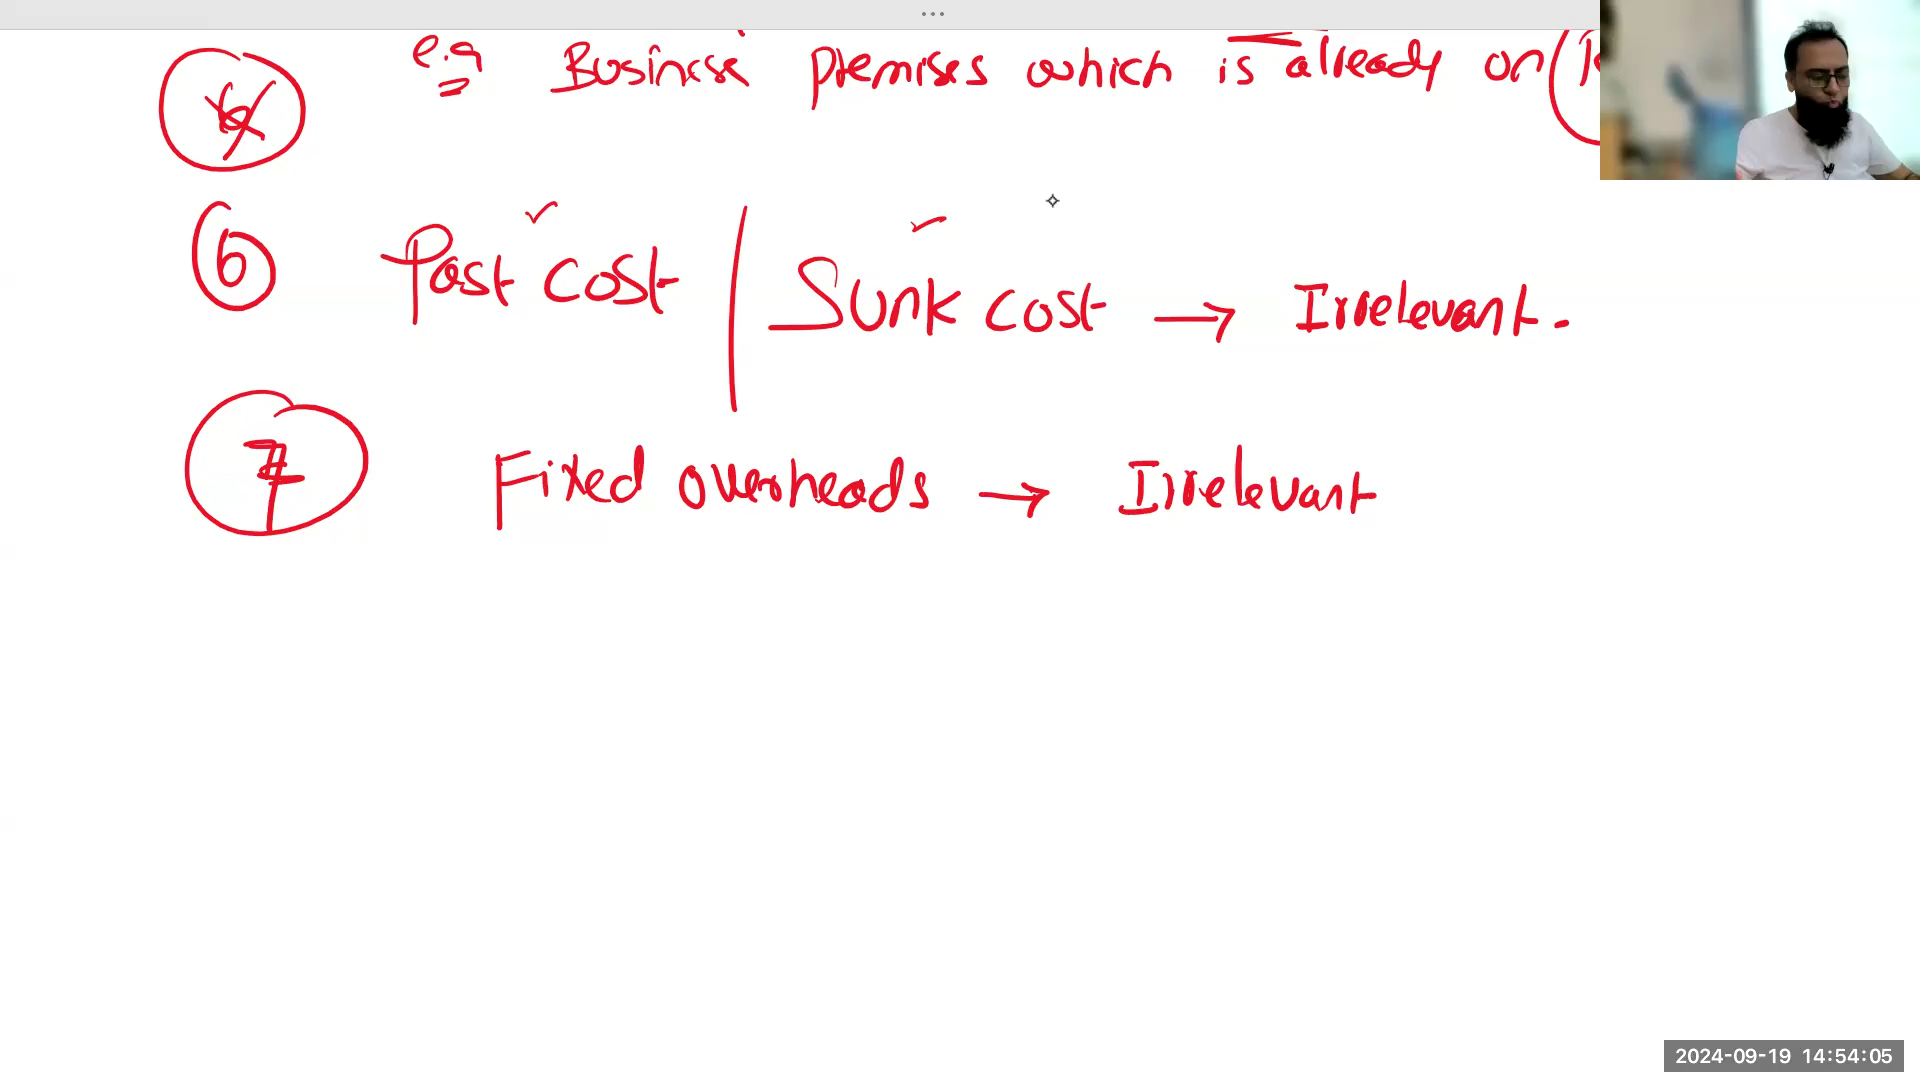 e.g Business premises which is already on
6 Past cost | Sunk cost → Irrelevant.
7 Fixed overheads → Irrelevant
2024-09-19 14:54:05